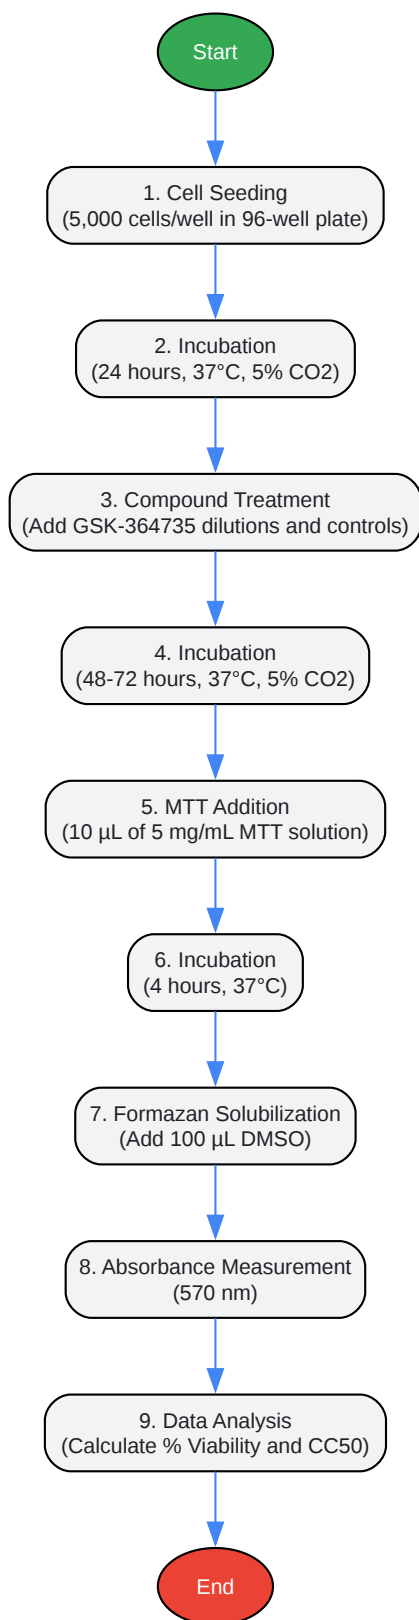 Start
1. Cell Seeding
(5,000 cells/well in 96-well plate)
2. Incubation
(24 hours, 37°C, 5% CO2)
3. Compound Treatment
(Add GSK-364735 dilutions and controls)
4. Incubation
(48-72 hours, 37°C, 5% CO2)
5. MTT Addition
(10 µL of 5 mg/mL MTT solution)
6. Incubation
(4 hours, 37°C)
7. Formazan Solubilization
(Add 100 µL DMSO)
8. Absorbance Measurement
(570 nm)
9. Data Analysis
(Calculate % Viability and CC50)
End